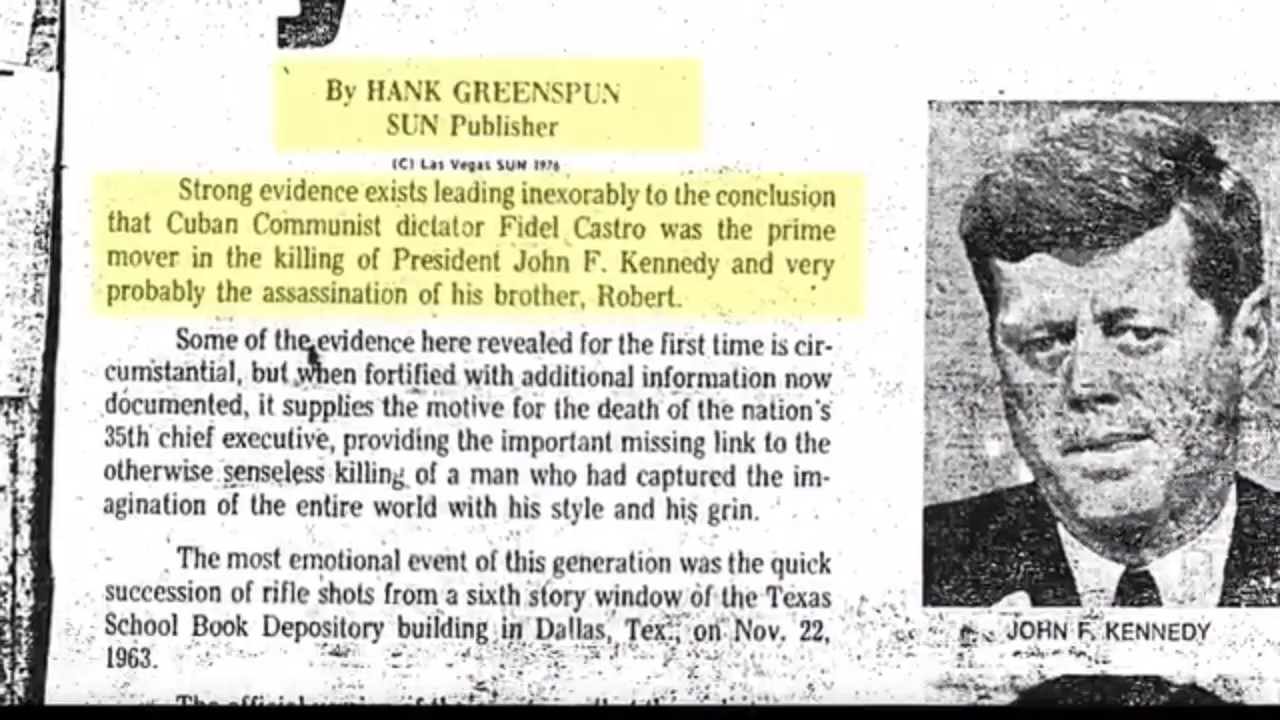 By HANK GREENSPUN
SUN Publisher
(C) Las Vegas SUN 1976
Strong evidence exists leading inexorably to the conclusion
that Cuban Communist dictator Fidel Castro was the prime
mover in the killing of President John F. Kennedy and very
probably the assassination of his brother, Robert.
Some of the evidence here revealed for the first time is cir-
cumstantial, but when fortified with additional information now
documented, it supplies the motive for the death of the nation's
35th chief executive, providing the important missing link to the
otherwise senseless killing of a man who had captured the im-
agination of the entire world with his style and his grin.
The most emotional event of this generation was the quick
succession of rifle shots from a sixth story window of the Texas
School Book Depository building in Dallas, Tex., on Nov. 22,
1963.
JOHN F. KENNEDY